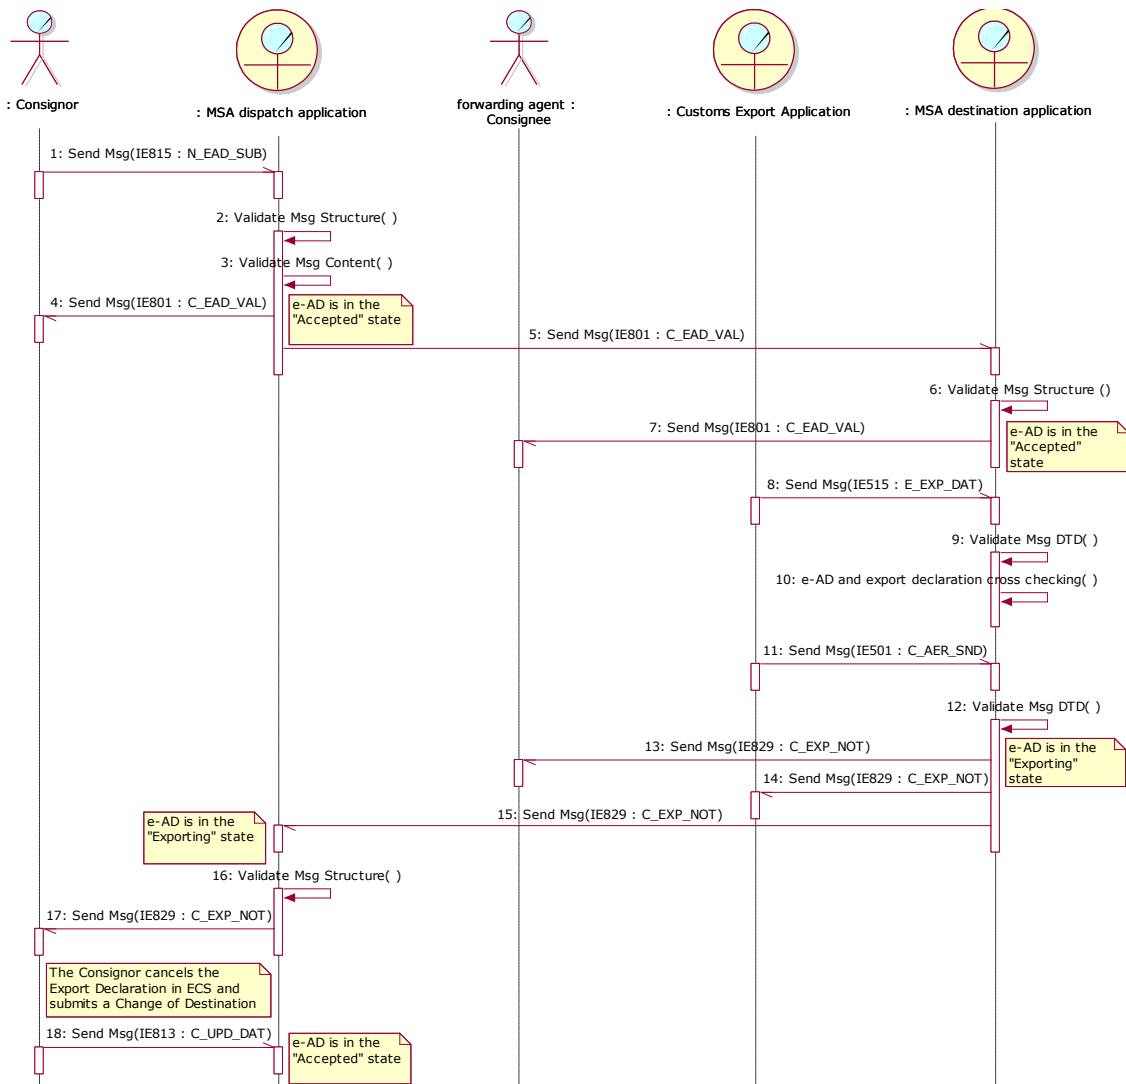 : Consignor
: MSA dispatch application
forwarding agent :
Consignee
: Customs Export Application
: MSA destination application
1: Send Msg(IE815 : N_EAD_SUB)
2: Validate Msg Structure( )
3: Validate Msg Content( )
4: Send Msg(IE801 : C_EAD_VAL)
e-AD is in the
"Accepted" state
5: Send Msg(IE801 : C_EAD_VAL)
6: Validate Msg Structure ()
7: Send Msg(IE801 : C_EAD_VAL)
e-AD is in the
"Accepted"
state
8: Send Msg(IE515 : E_EXP_DAT)
9: Validate Msg DTD( )
10: e-AD and export declaration cross checking( )
11: Send Msg(IE501 : C_AER_SND)
12: Validate Msg DTD( )
13: Send Msg(IE829 : C_EXP_NOT)
e-AD is in the
"Exporting"
state
14: Send Msg(IE829 : C_EXP_NOT)
15: Send Msg(IE829 : C_EXP_NOT)
e-AD is in the
"Exporting" state
16: Validate Msg Structure( )
17: Send Msg(IE829 : C_EXP_NOT)
The Consignor cancels the
Export Declaration in ECS and
submits a Change of Destination
18: Send Msg(IE813 : C_UPD_DAT)
e-AD is in the
"Accepted" state